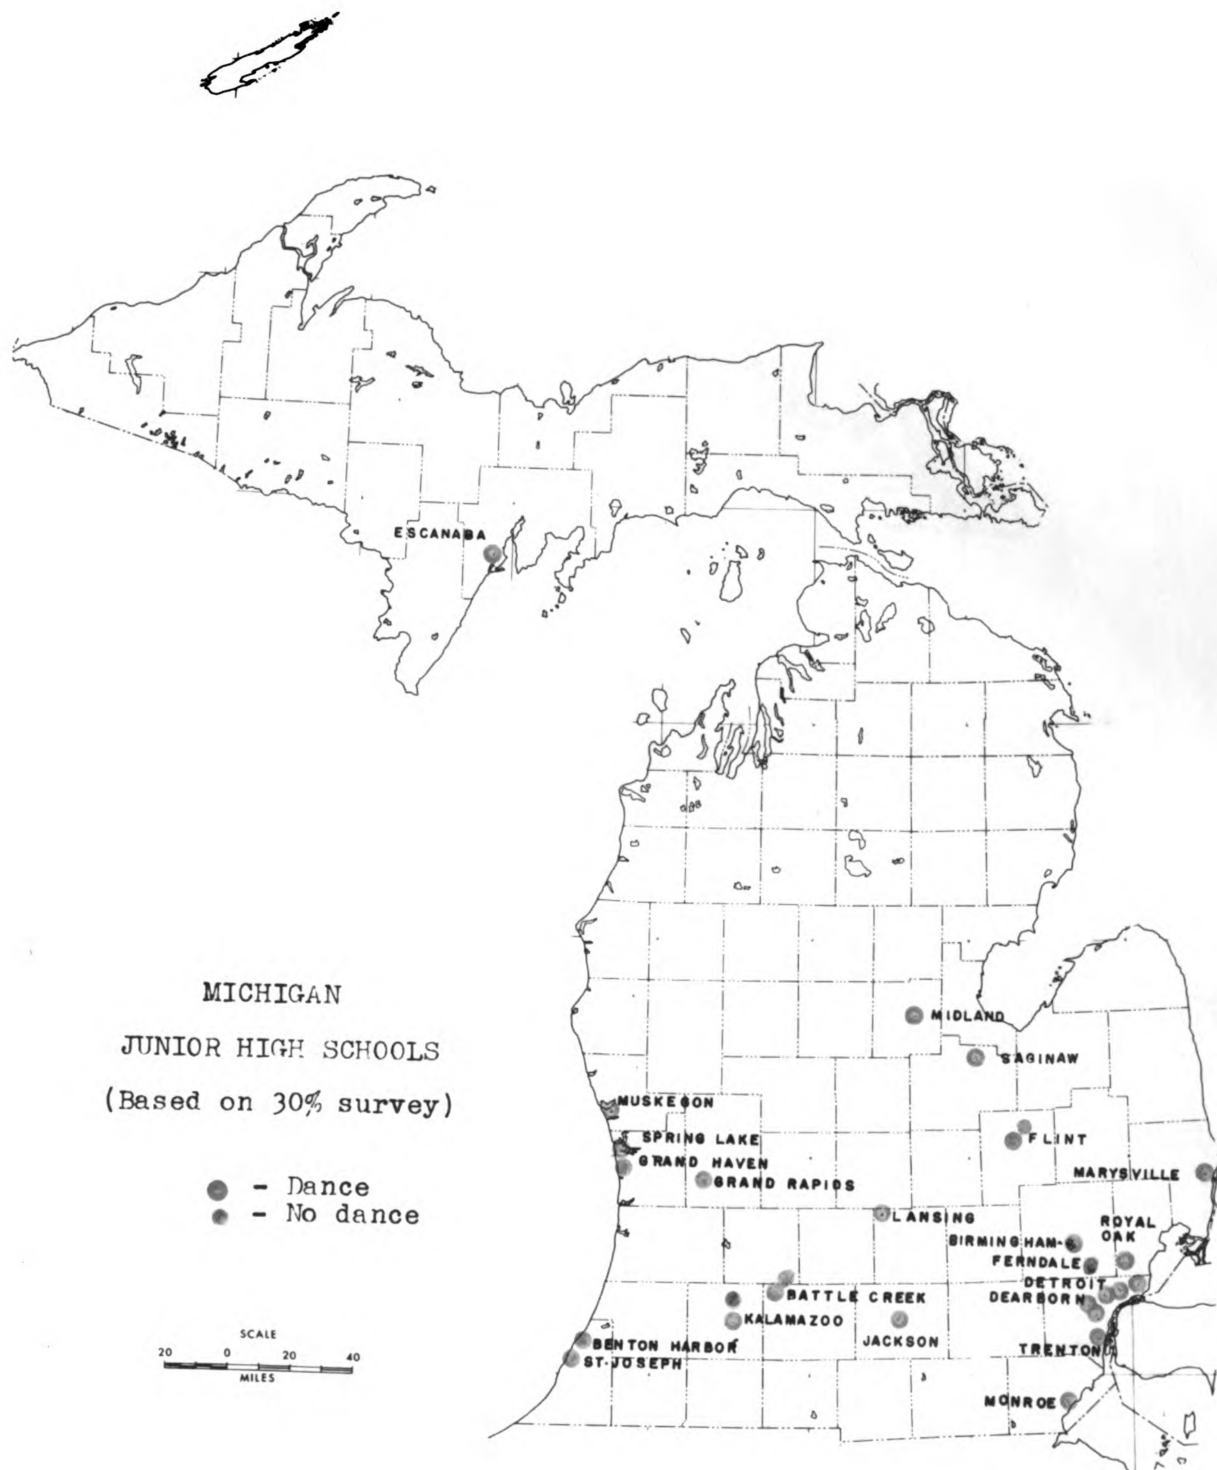 ESCANABA
MICHIGAN
JUNIOR HIGH SCHOOLS
(Based on 30% survey)
- Dance
- No dance
SCALE
20 0 20 40
MILES
MIDLAND
SAGINAW
MUSKEGON
SPRING LAKE
GRAND HAVEN
GRAND RAPIDS
FLINT
MARYSVILLE
LANSING
ROYAL
OAK
BIRMINGHAM-
FERNDALE
DETROIT
DEARBORN
BATTLE CREEK
KALAMAZOO
JACKSON
BENTON HARBOR
ST. JOSEPH
TRENTON
MONROE